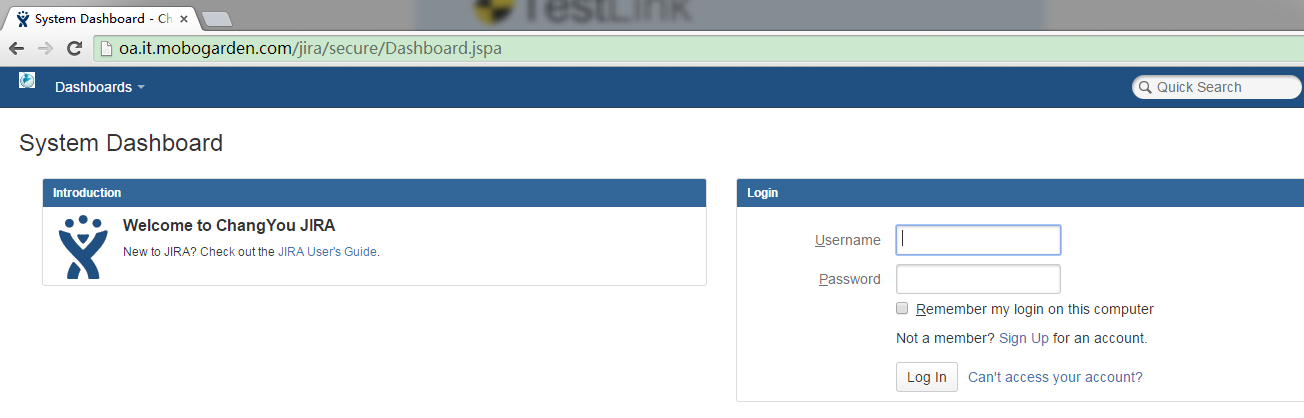 TestLink
System Dashboard - Ch
oa.it.mobogarden.com/jira/secure/Dashboard.jspa
Dashboards
Quick Search
System Dashboard
Introduction
Welcome to ChangYou JIRA
New to JIRA? Check out the JIRA User's Guide.
Login
Username
Password
Remember my login on this computer
Not a member? Sign Up for an account.
Log In Can't access your account?